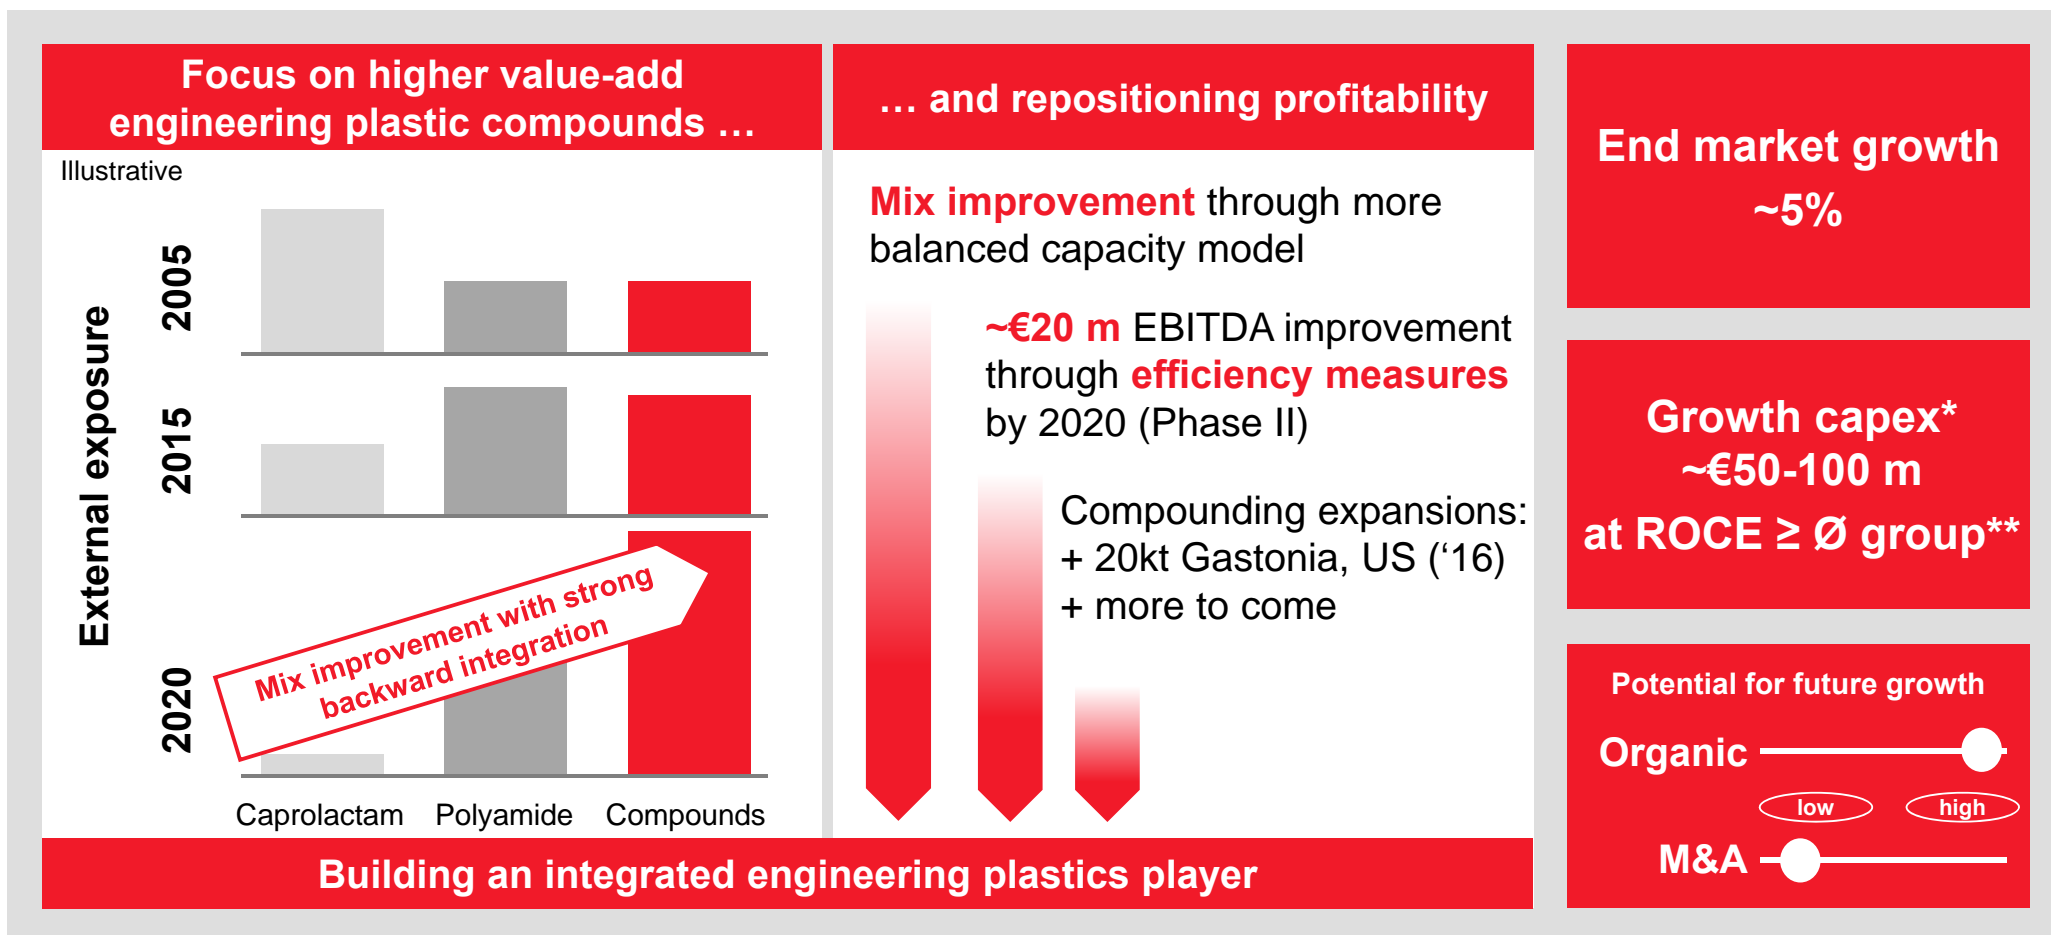 Focus on higher value-add
engineering plastic compounds …
Illustrative
External exposure
2005
2015
2020
Mix improvement with strong
backward integration
Caprolactam
Polyamide
Compounds
… and repositioning profitability
Mix improvement through more
balanced capacity model
~€20 m EBITDA improvement
through efficiency measures
by 2020 (Phase II)
Compounding expansions:
+ 20kt Gastonia, US (‘16)
+ more to come
Building an integrated engineering plastics player
End market growth
~5%
Growth capex*
~€50-100 m
at ROCE ≥ Ø group**
Potential for future growth
Organic
low
high
M&A